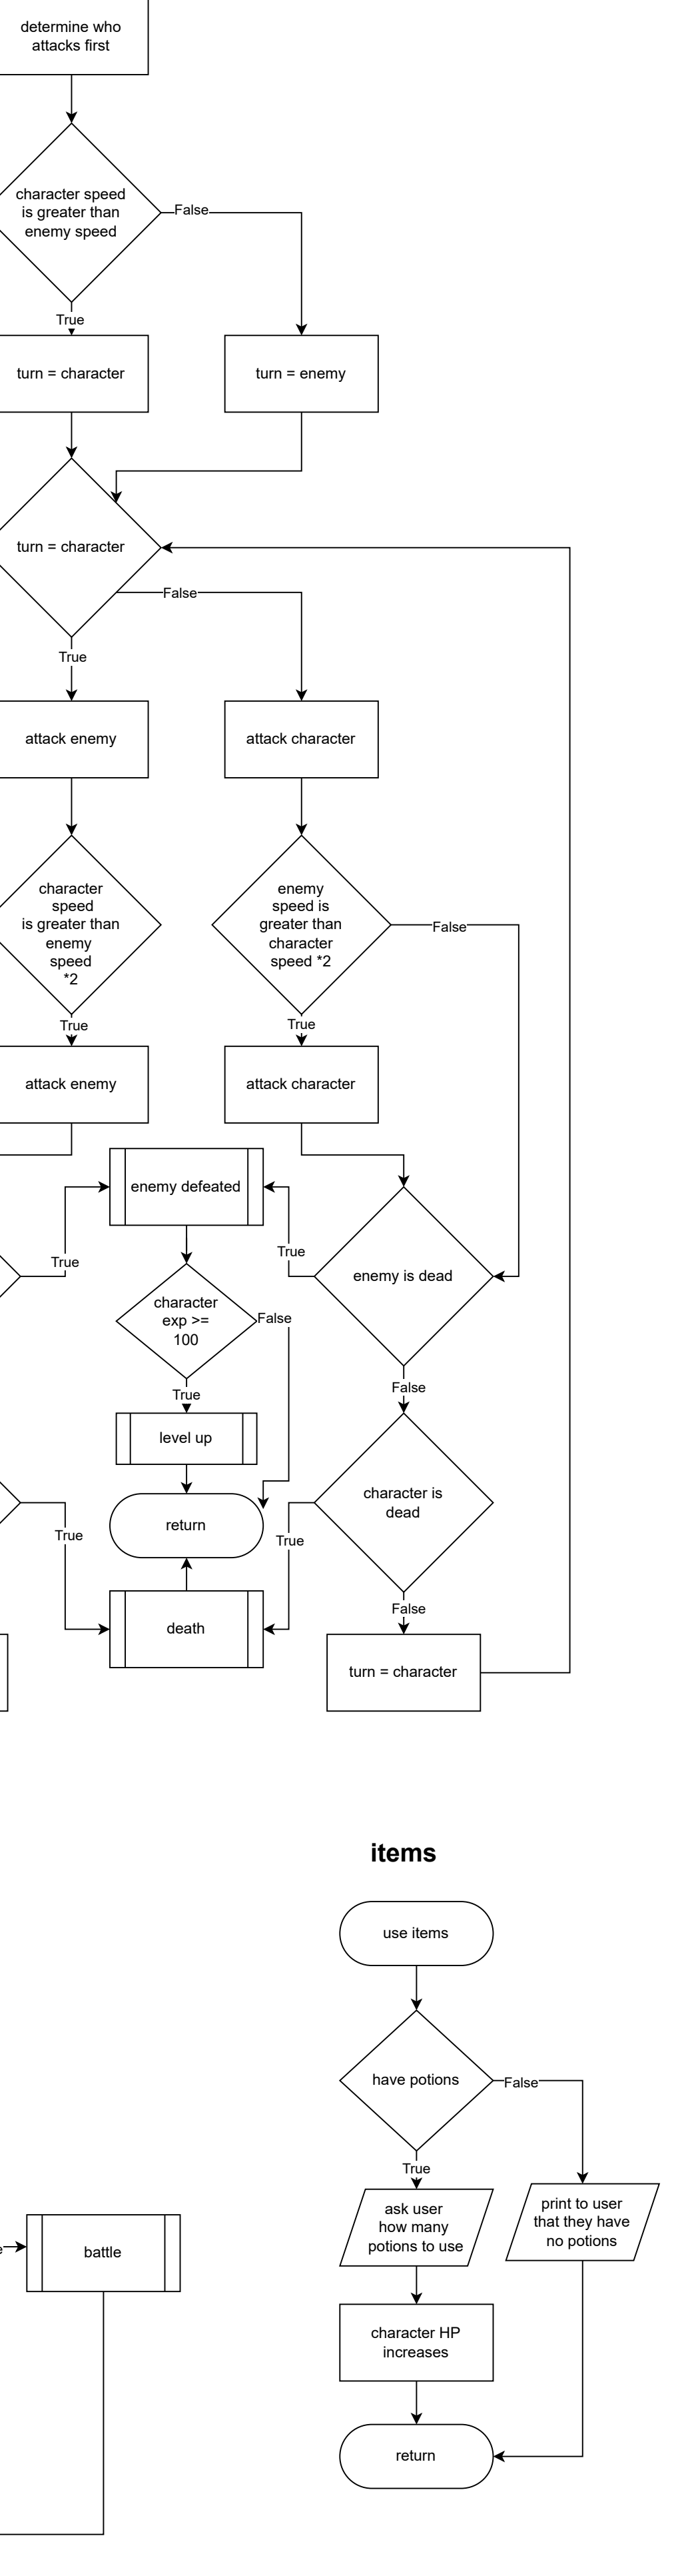 determine who
attacks first
character speed
is greater than
enemy speed
False
True
turn = character
turn = enemy
turn = character
False
True
attack enemy
attack character
character
speed
is greater than
enemy
speed
*2
enemy
speed is
greater than
character
speed *2
False
True
True
attack enemy
attack character
enemy defeated
True
True
enemy is dead
character
exp >=
100
False
True
False
level up
character is
dead
return
True
True
False
death
turn = character
items
use items
have potions
False
True
ask user
how many
potions to use
print to user
that they have
no potions
e
battle
character HP
increases
return